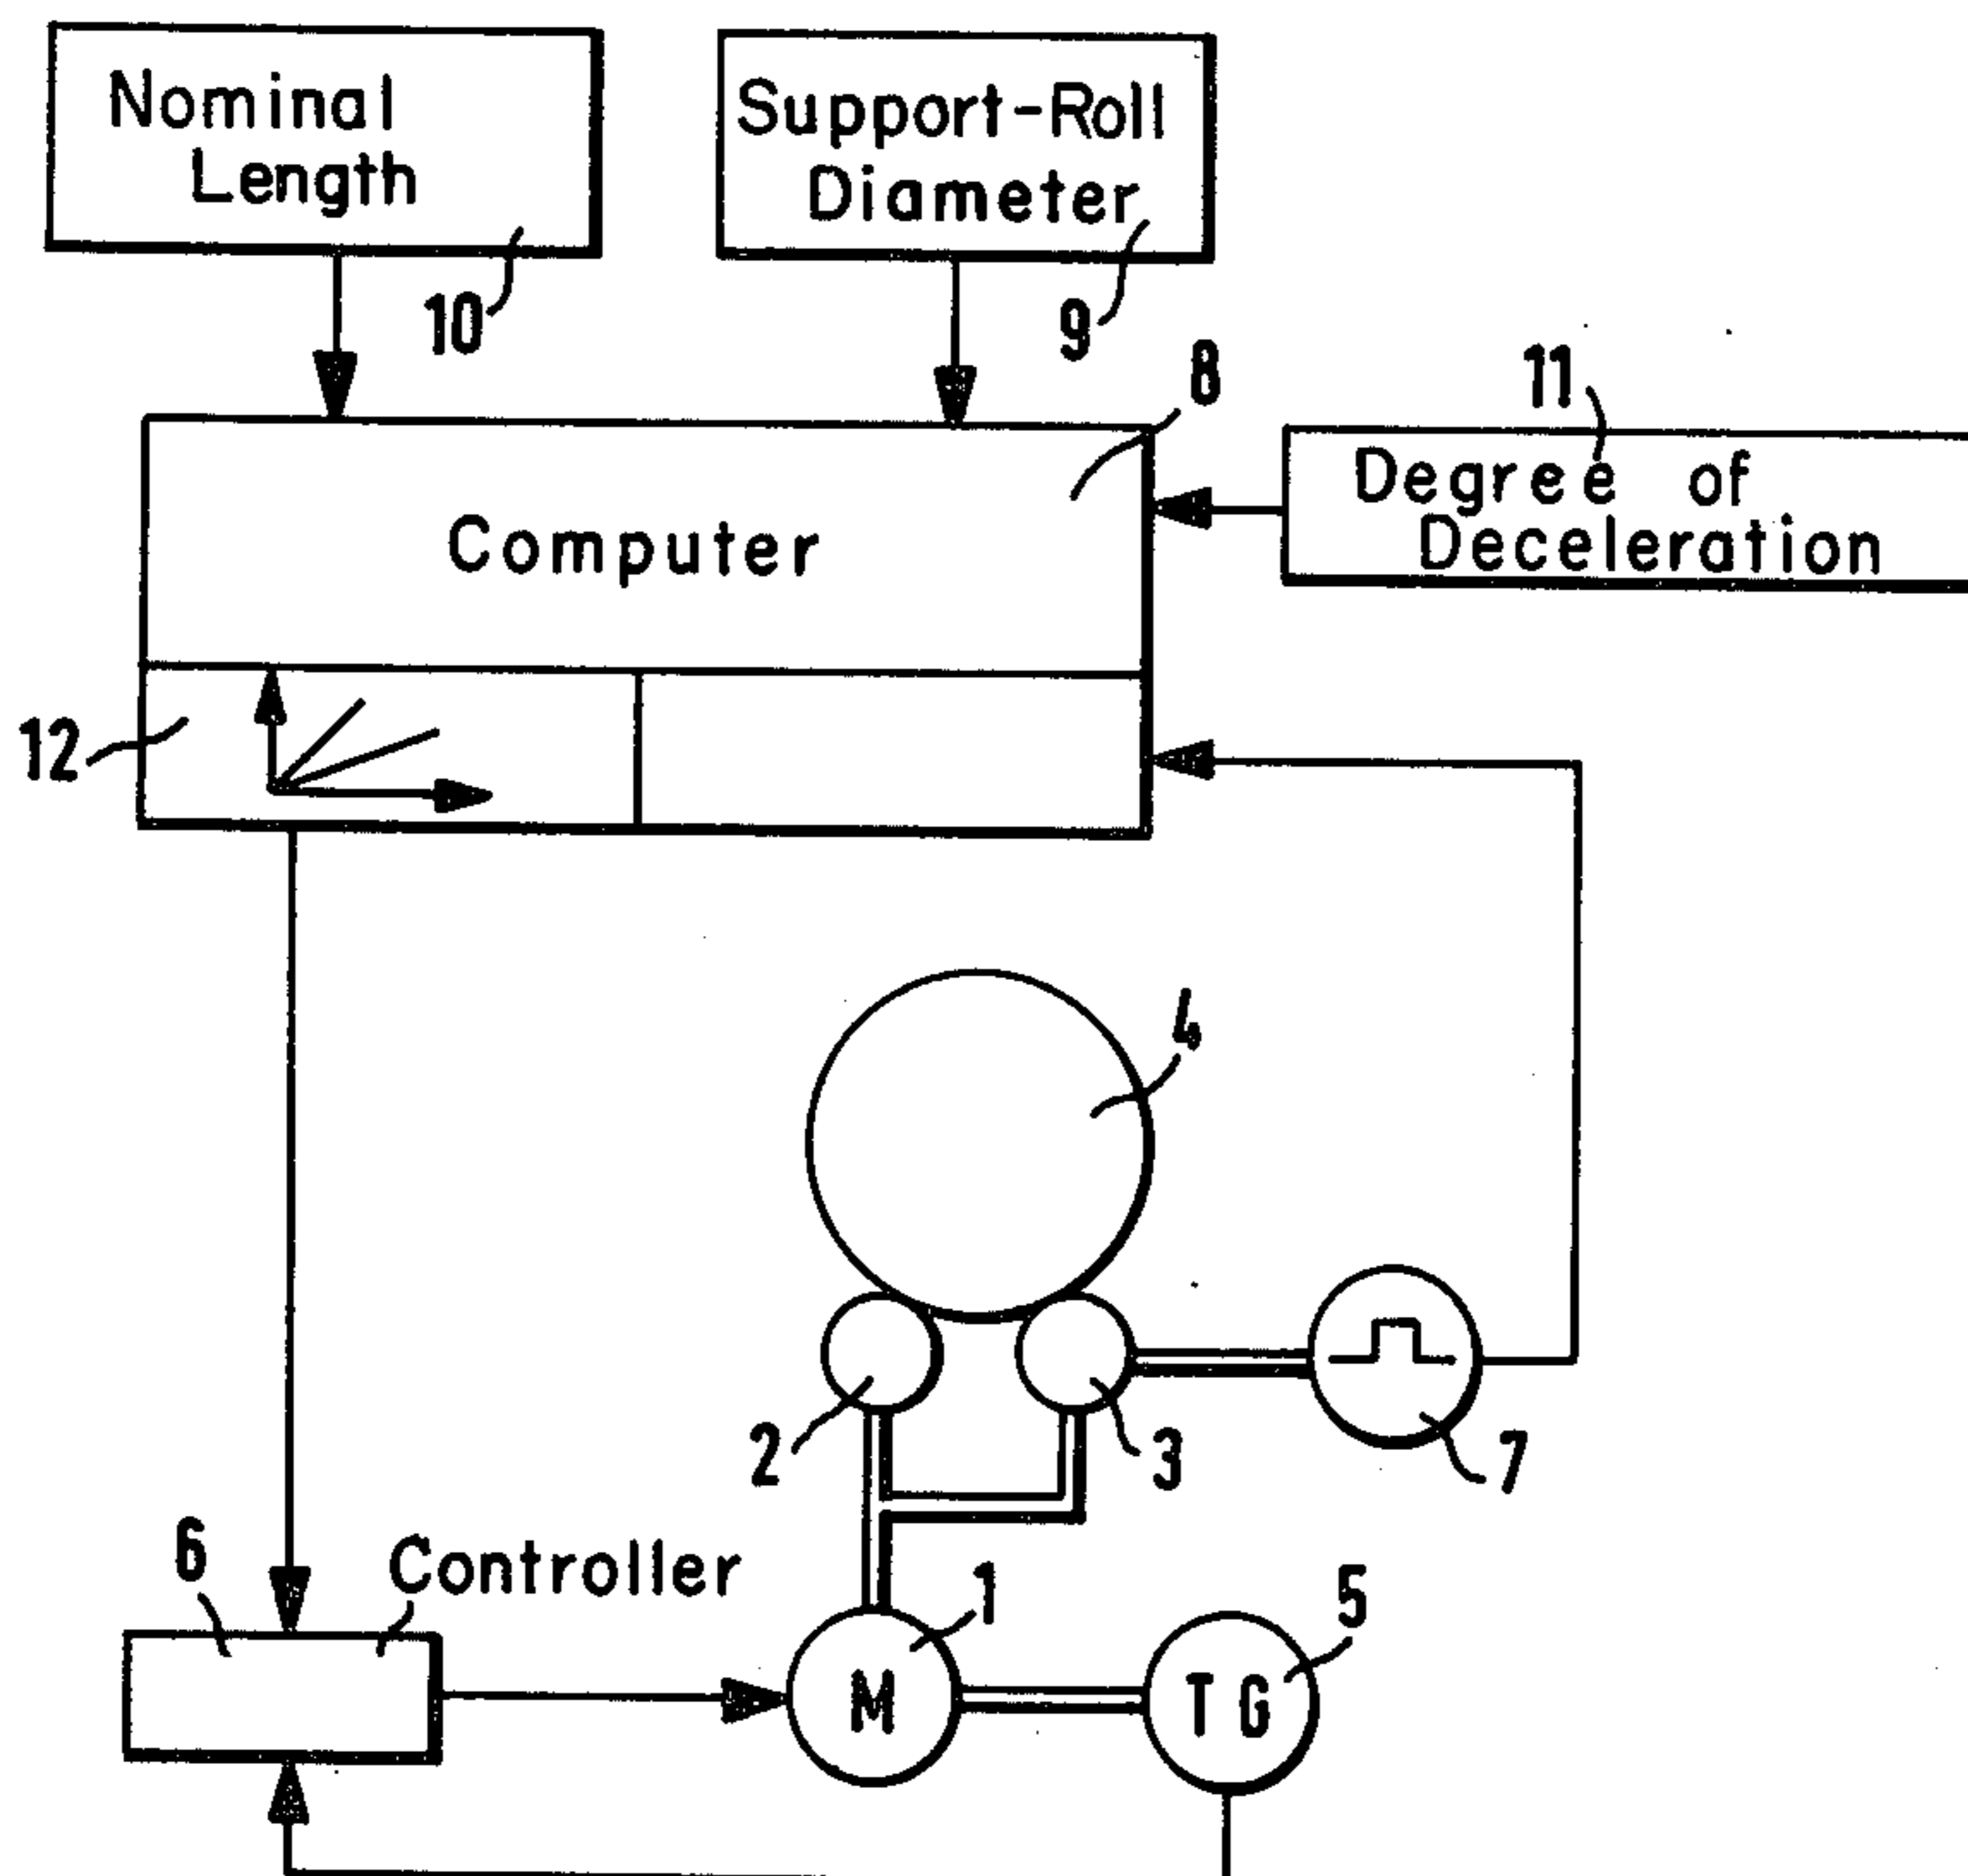 Nominal
Length
Support-Roll
Diameter
10
9
8
11
Degree of
Deceleration
Computer
12
4
2
3
7
6
Controller
1
5
M
TG